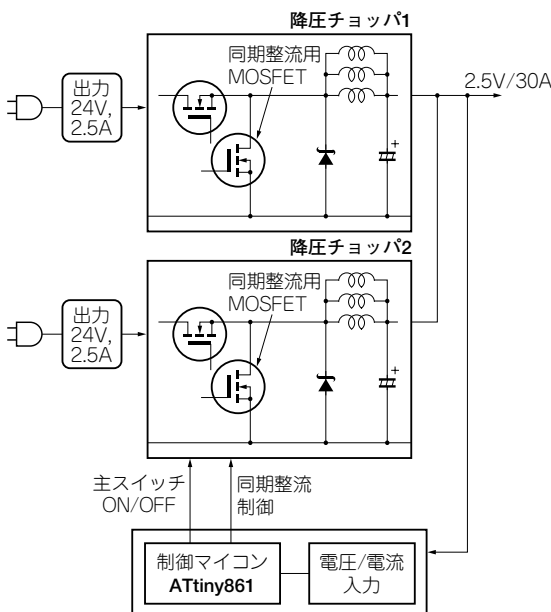 降圧チョッパ1
同期整流用
MOSFET
出力
24V,
2.5A
2.5V/30A
+
降圧チョッパ2
同期整流用
MOSFET
出力
24V,
2.5A
+
主スイッチ
ON/OFF
同期整流
制御
制御マイコン
ATtiny861
電圧/電流
入力